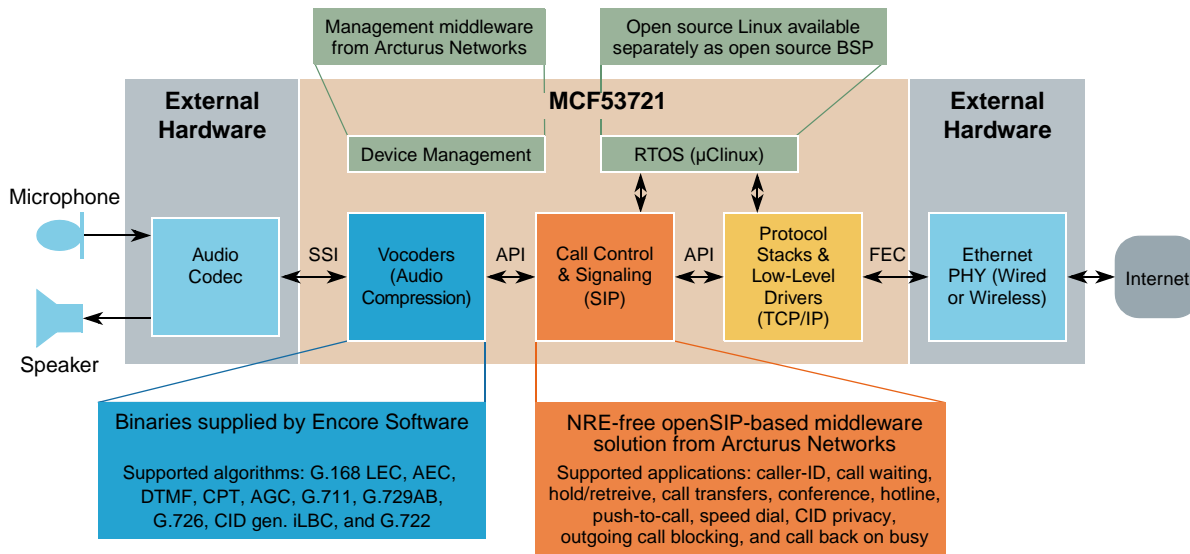 Management middleware
from Arcturus Networks
Open source Linux available
separately as open source BSP
External
Hardware
MCF53721
External
Hardware
Device Management
RTOS (µClinux)
Microphone
Speaker
Audio
Codec
SSI
Vocoders
(Audio
Compression)
API
Call Control
& Signaling
(SIP)
API
Protocol
Stacks &
Low-Level
Drivers
(TCP/IP)
FEC
Ethernet
PHY (Wired
or Wireless)
Internet
Binaries supplied by Encore Software
Supported algorithms: G.168 LEC, AEC,
DTMF, CPT, AGC, G.711, G.729AB,
G.726, CID gen. iLBC, and G.722
NRE-free openSIP-based middleware
solution from Arcturus Networks
Supported applications: caller-ID, call waiting,
hold/retreive, call transfers, conference, hotline,
push-to-call, speed dial, CID privacy,
outgoing call blocking, and call back on busy